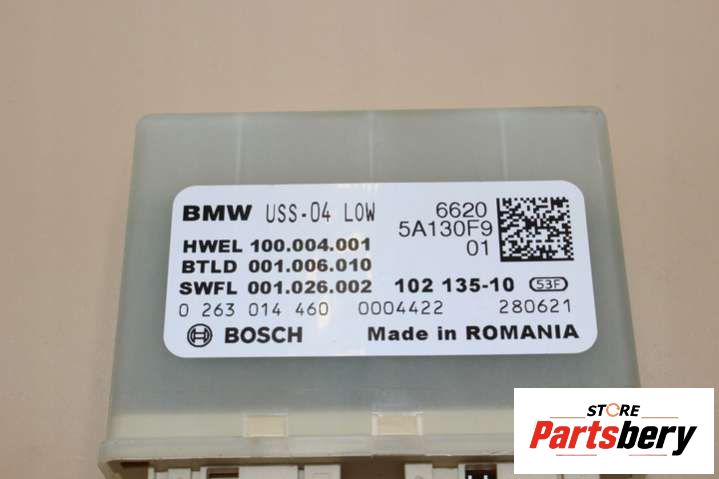 BMW USS-04 LOW 6620
5A130F9
01
HWEL 100.004.001
BTLD 001.006.010
SWFL 001.026.002 102 135-10 53F
0 263 014 460 0004422 280621
BOSCH Made in ROMANIA
STORE
Partsbery